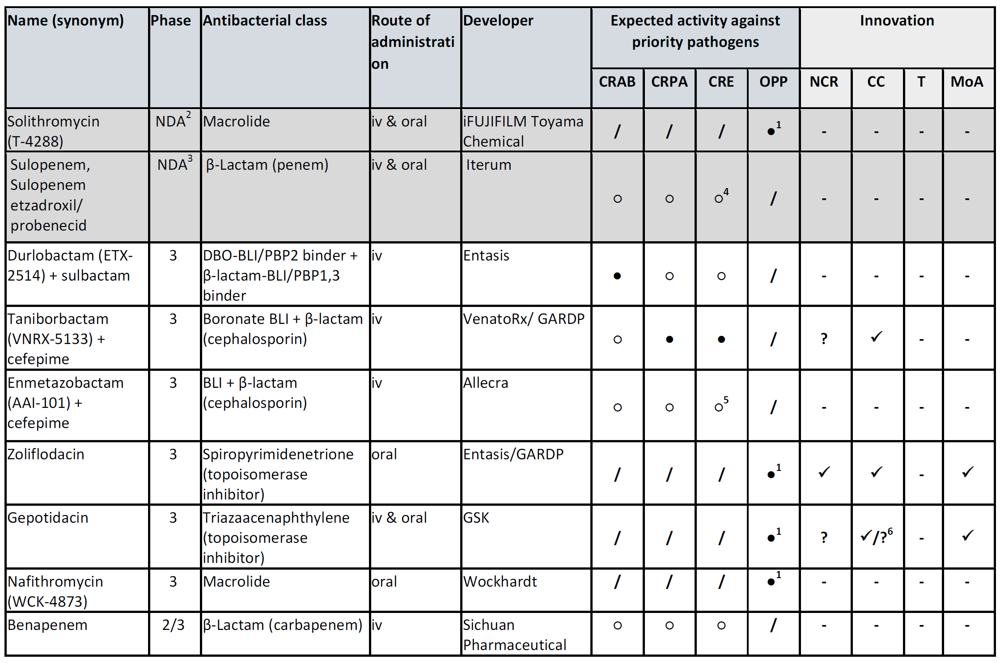 Name (synonym) Phase Antibacterial class Route of administrati on Developer Expected activity against priority pathogens Innovation
CRAB CRPA CRE OPP NCR CC T MoA
Solithromycin (T-4288) NDA2 Macrolide iv & oral iFUJIFILM Toyama Chemical / / / ●1 - - - -
Sulopenem, Sulopenem etzadroxil/ probenecid NDA3 β-Lactam (penem) iv & oral Iterum ○ ○ ○4 / - - - -
Durlobactam (ETX-2514) + sulbactam 3 DBO-BLI/PBP2 binder + β-lactam-BLI/PBP1,3 binder iv Entasis ● ○ ○ / - - - -
Taniborbactam (VNRX-5133) + cefepime 3 Boronate BLI + β-lactam (cephalosporin) iv VenatoRx/ GARDP ○ ● ● / ? ✓ - -
Enmetazobactam (AAI-101) + cefepime 3 BLI + β-lactam (cephalosporin) iv Allecra ○ ○ ○5 / - - - -
Zoliflodacin 3 Spiropyrimidenetrione (topoisomerase inhibitor) oral Entasis/GARDP / / / ●1 ✓ ✓ - ✓
Gepotidacin 3 Triazaacenaphthylene (topoisomerase inhibitor) iv & oral GSK / / / ●1 ? ✓/?6 - ✓
Nafithromycin (WCK-4873) 3 Macrolide oral Wockhardt / / / ●1 - - - -
Benapenem 2/3 β-Lactam (carbapenem) iv Sichuan Pharmaceutical ○ ○ ○ / - - - -